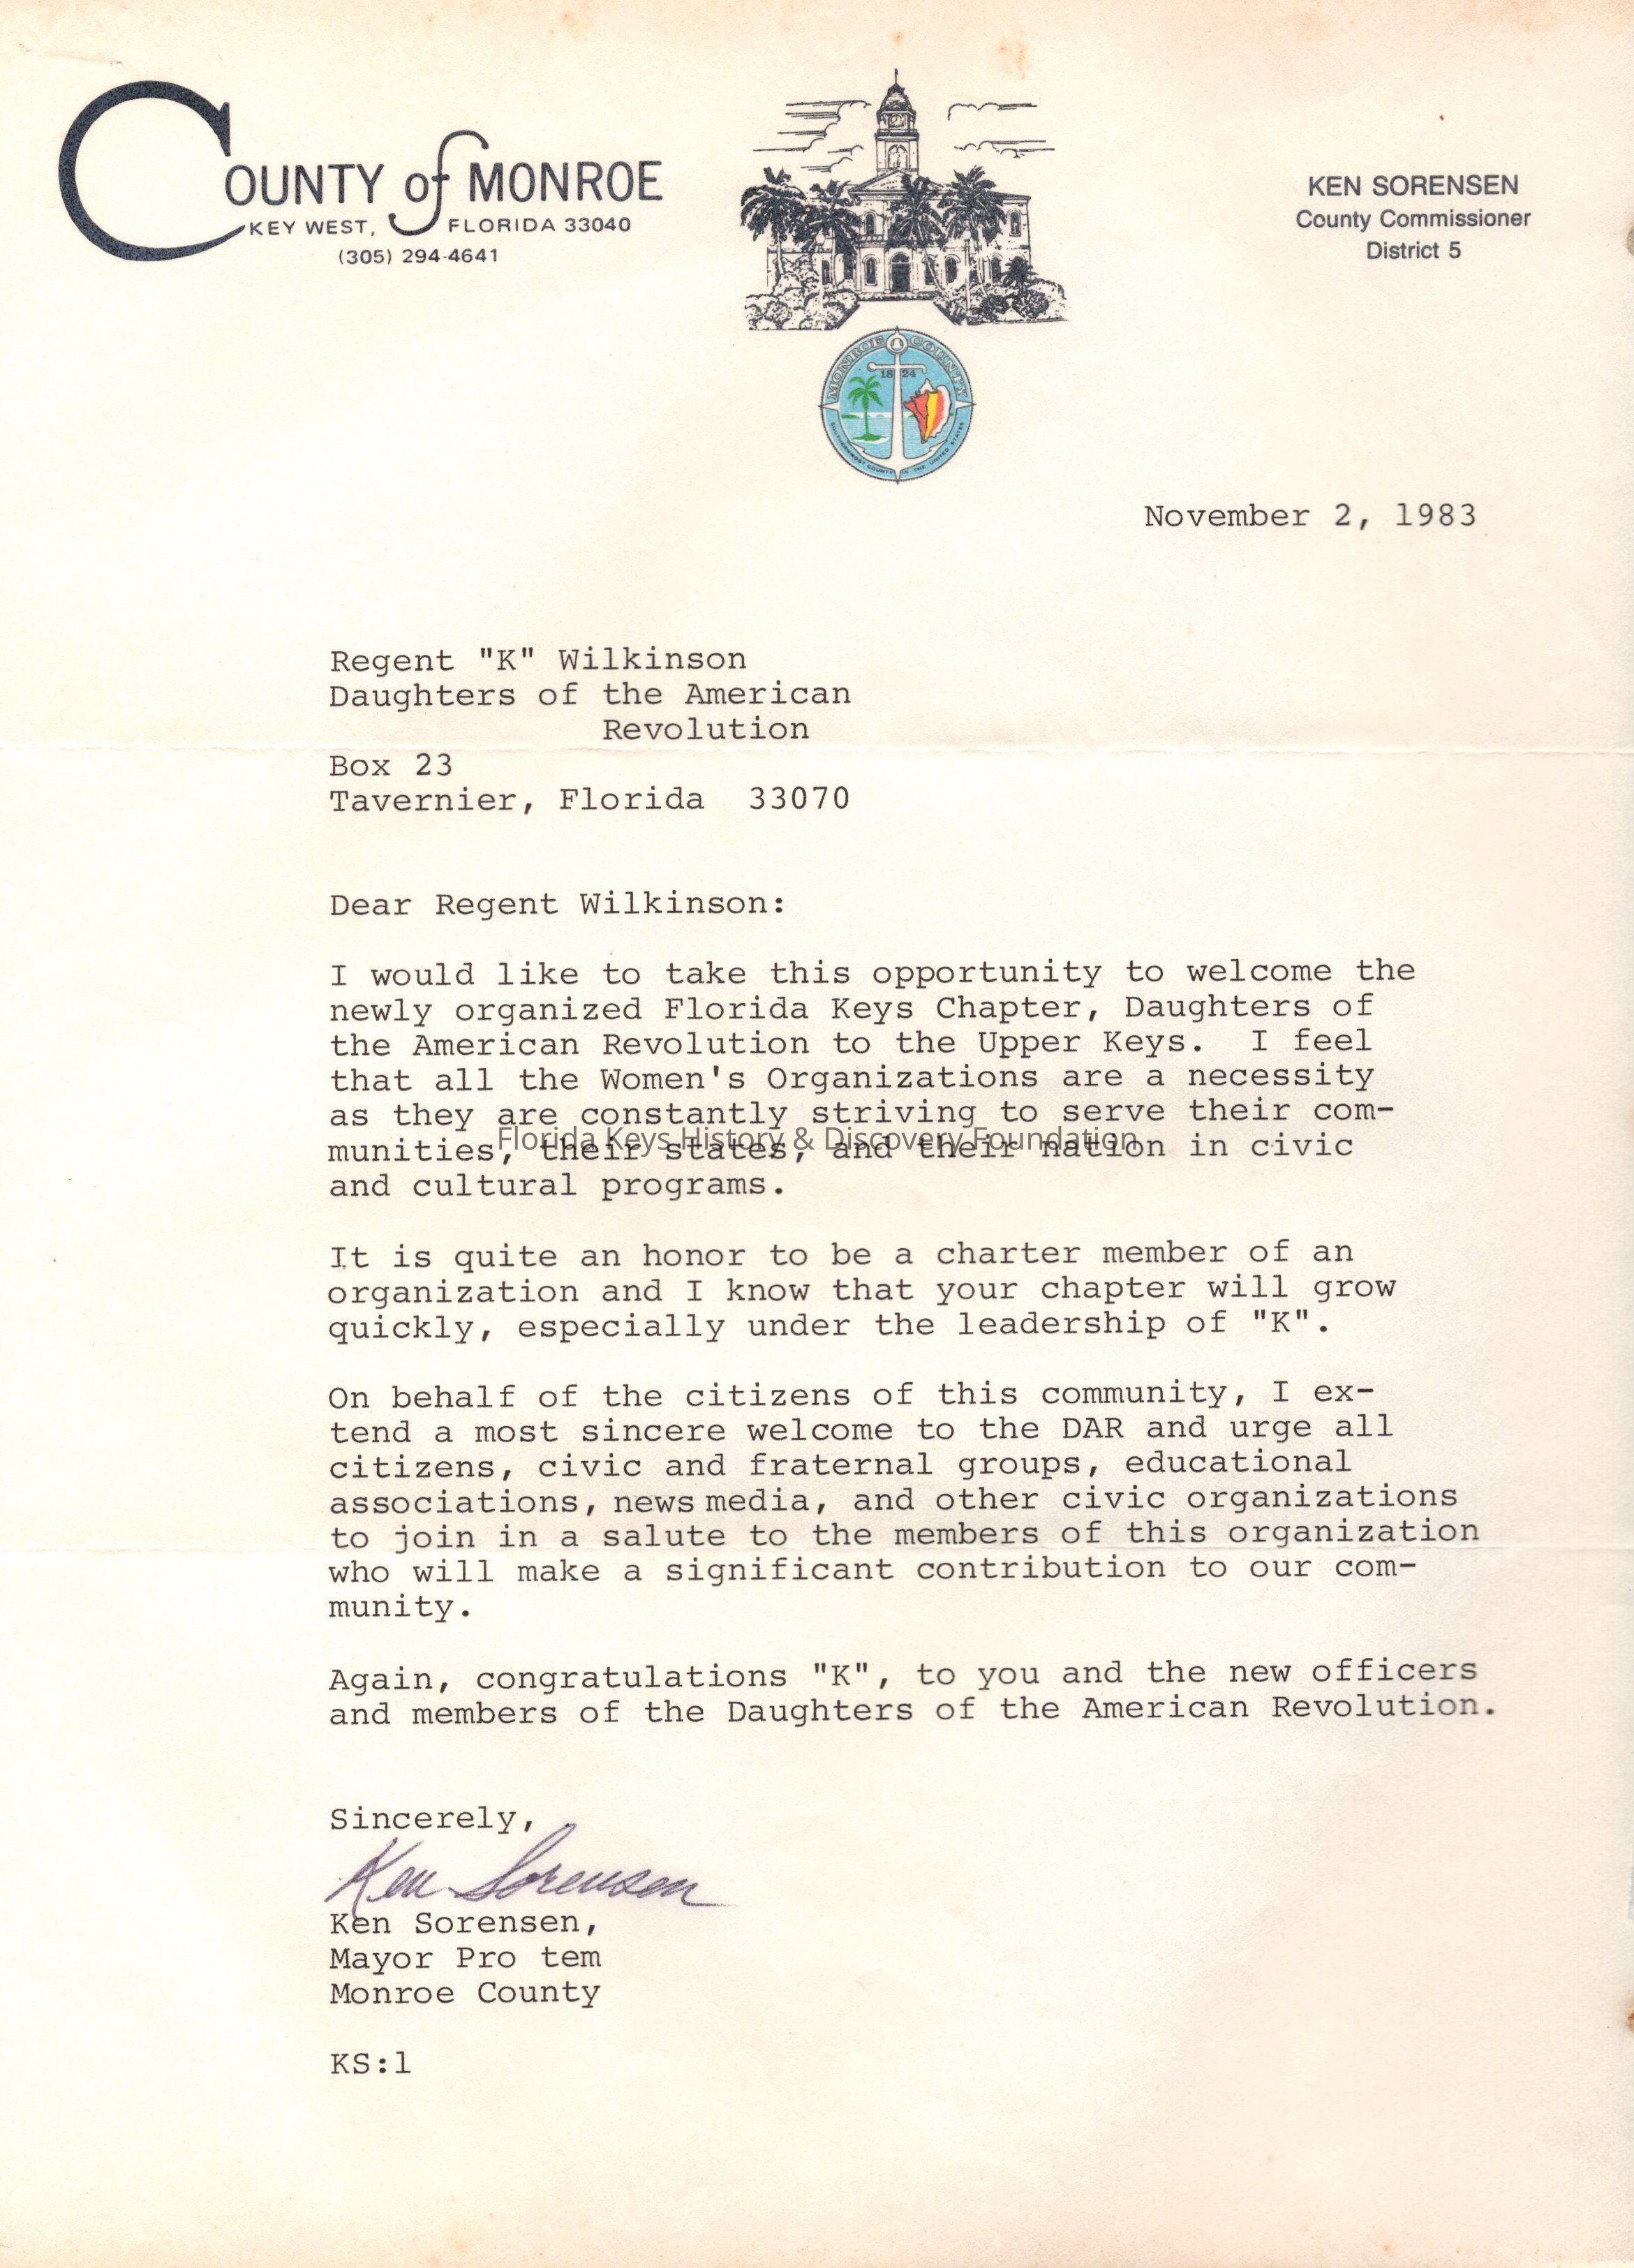 COUNTY of MONROE
KEY WEST, FLORIDA 33040
(305) 294-4641
KEN SORENSEN
County Commissioner
District 5
MONROE COUNTY
1824
SOUTHERNMOST COUNTY IN THE UNITED STATES
November 2, 1983
Regent "K" Wilkinson
Daughters of the American
Revolution
Box 23
Tavernier, Florida 33070
Dear Regent Wilkinson:
I would like to take this opportunity to welcome the
newly organized Florida Keys Chapter, Daughters of
the American Revolution to the Upper Keys. I feel
that all the Women's Organizations are a necessity
as they are constantly striving to serve their com-
Florida Keys History & Discovery Foundation
munities, their states, and their nation in civic
and cultural programs.
It is quite an honor to be a charter member of an
organization and I know that your chapter will grow
quickly, especially under the leadership of "K".
On behalf of the citizens of this community, I ex-
tend a most sincere welcome to the DAR and urge all
citizens, civic and fraternal groups, educational
associations, news media, and other civic organizations
to join in a salute to the members of this organization
who will make a significant contribution to our com-
munity.
Again, congratulations "K", to you and the new officers
and members of the Daughters of the American Revolution.
Sincerely,
Ken Sorensen
Ken Sorensen,
Mayor Pro tem
Monroe County
KS:l